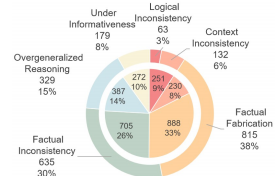 Logical
Inconsistency
63
3%
Under
Informativeness
179
8%
Context
Inconsistency
132
6%
Overgeneralized
Reasoning
329
15%
Factual
Fabrication
815
38%
Factual
Inconsistency
635
30%
272
10%
251
9%
230
8%
387
14%
705
26%
888
33%